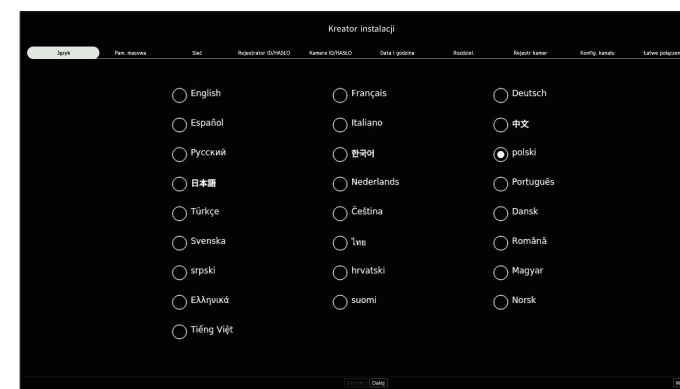 Kreator instalacji
Język Pam. masowa Sieć Rejestrator ID/HASŁO Kamera ID/HASŁO Data i godzina Rozdziel. Rejestr kamer Konfig. kanału Łatwe połączen
English Français Deutsch
Español Italiano 中文
Русский 한국어 polski
日本語 Nederlands Português
Türkçe Čeština Dansk
Svenska ไทย Română
srpski hrvatski Magyar
Ελληνικά suomi Norsk
Tiếng Việt
Dalej